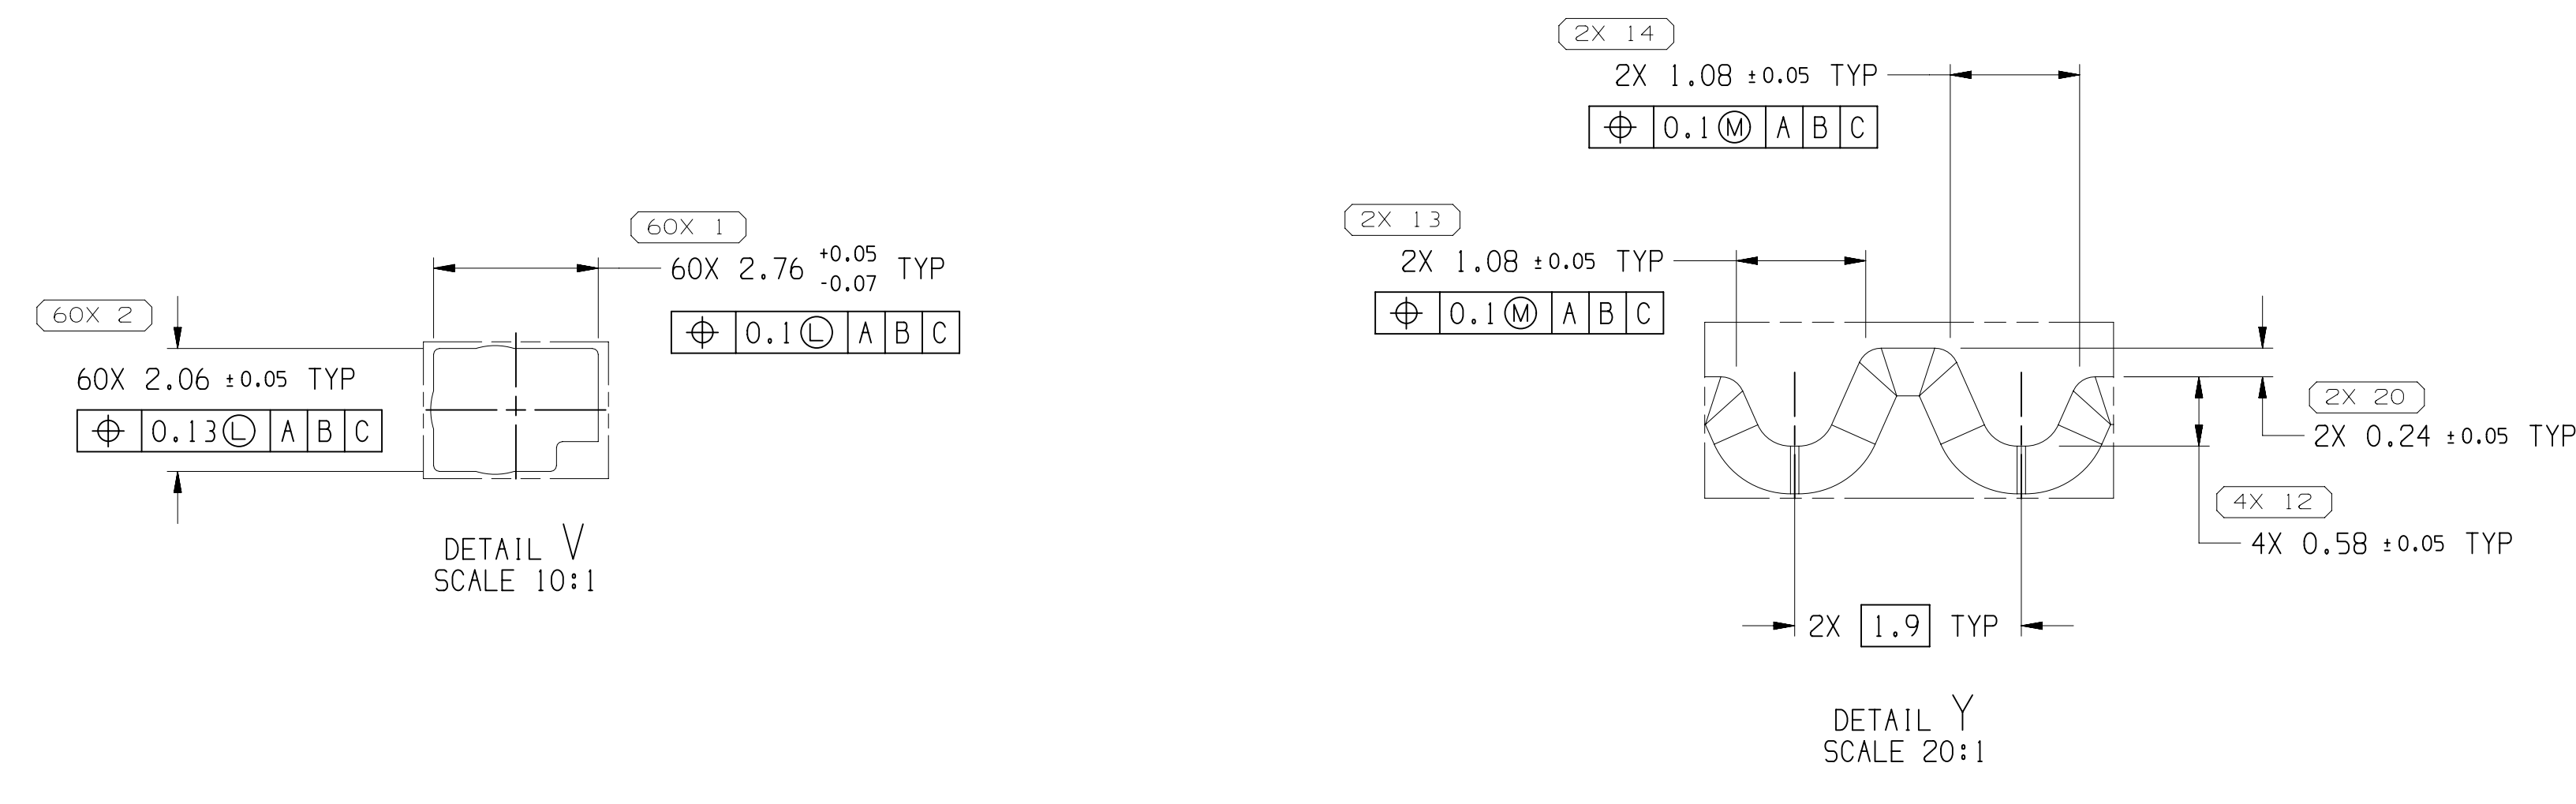 60X 1
60X 2.76 +0.05 -0.07 TYP
⌖ 0.1 Ⓛ A B C
60X 2
60X 2.06 ±0.05 TYP
⌖ 0.13 Ⓛ A B C
DETAIL V
SCALE 10:1
2X 14
2X 1.08 ±0.05 TYP
⌖ 0.1 Ⓜ A B C
2X 13
2X 1.08 ±0.05 TYP
⌖ 0.1 Ⓜ A B C
2X 20
2X 0.24 ±0.05 TYP
4X 12
4X 0.58 ±0.05 TYP
2X 1.9 TYP
DETAIL Y
SCALE 20:1